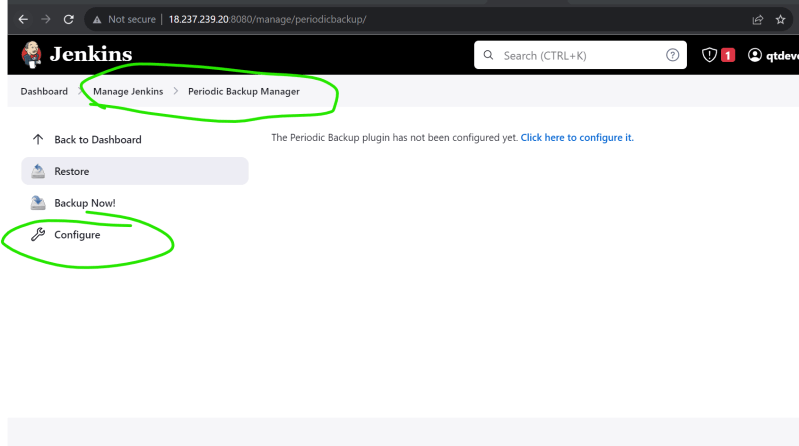 Not secure | 18.237.239.20:8080/manage/periodicbackup/
Jenkins
Search (CTRL+K)
1
qtdeve
Dashboard > Manage Jenkins > Periodic Backup Manager
Back to Dashboard
The Periodic Backup plugin has not been configured yet. Click here to configure it.
Restore
Backup Now!
Configure